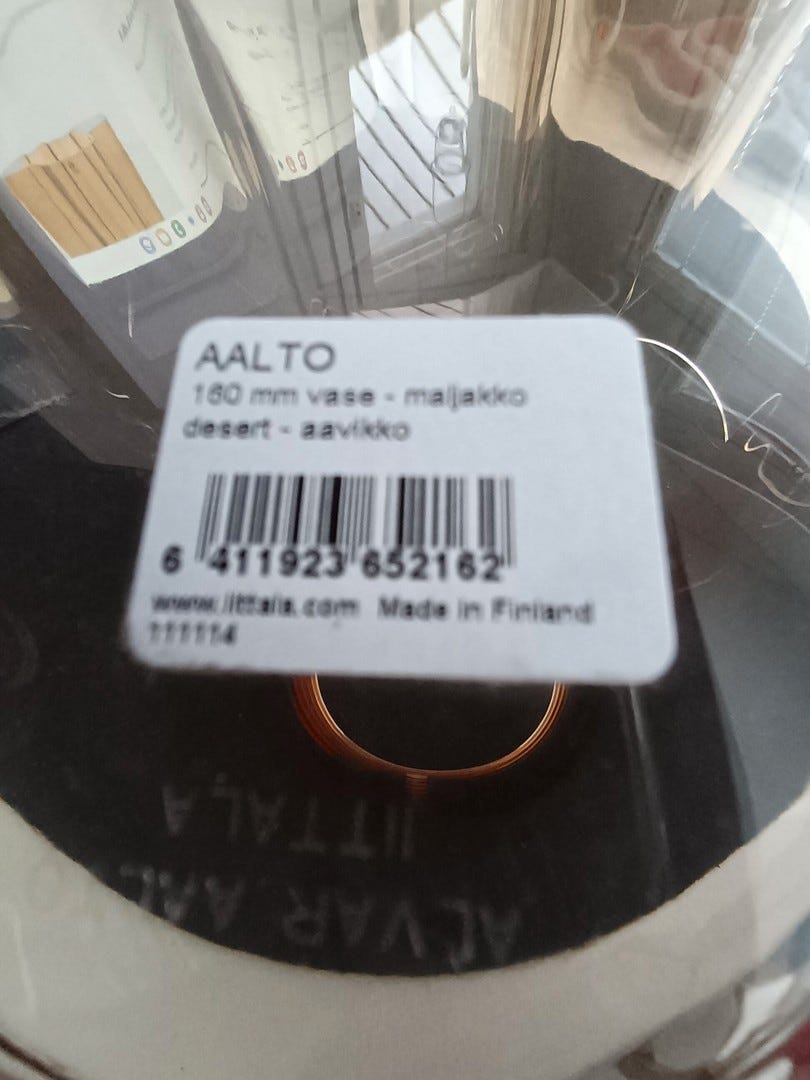 AALTO
160 mm vase - maljakko
desert - aavikko
6 411923 652162
www.iittala.com Made in Finland
111114
IITTALA
ALVAR AALTO